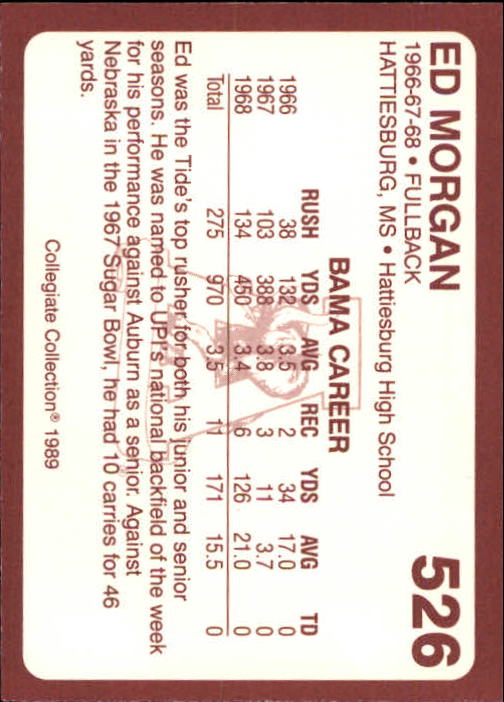 ED MORGAN 526
1966-67-68 • FULLBACK
HATTIESBURG, MS • Hattiesburg High School
BAMA CAREER
RUSH YDS AVG REC YDS AVG TD
1966 38 132 3.5 2 34 17.0 0
1967 103 388 3.8 3 11 3.7 0
1968 134 450 3.4 6 126 21.0 0
Total 275 970 3.5 11 171 15.5 0
Ed was the Tide's top rusher for both his junior and senior
seasons. He was named to UPI's national backfield of the week
for his performance against Auburn as a senior. Against
Nebraska in the 1967 Sugar Bowl, he had 10 carries for 46
yards.
Collegiate Collection® 1989